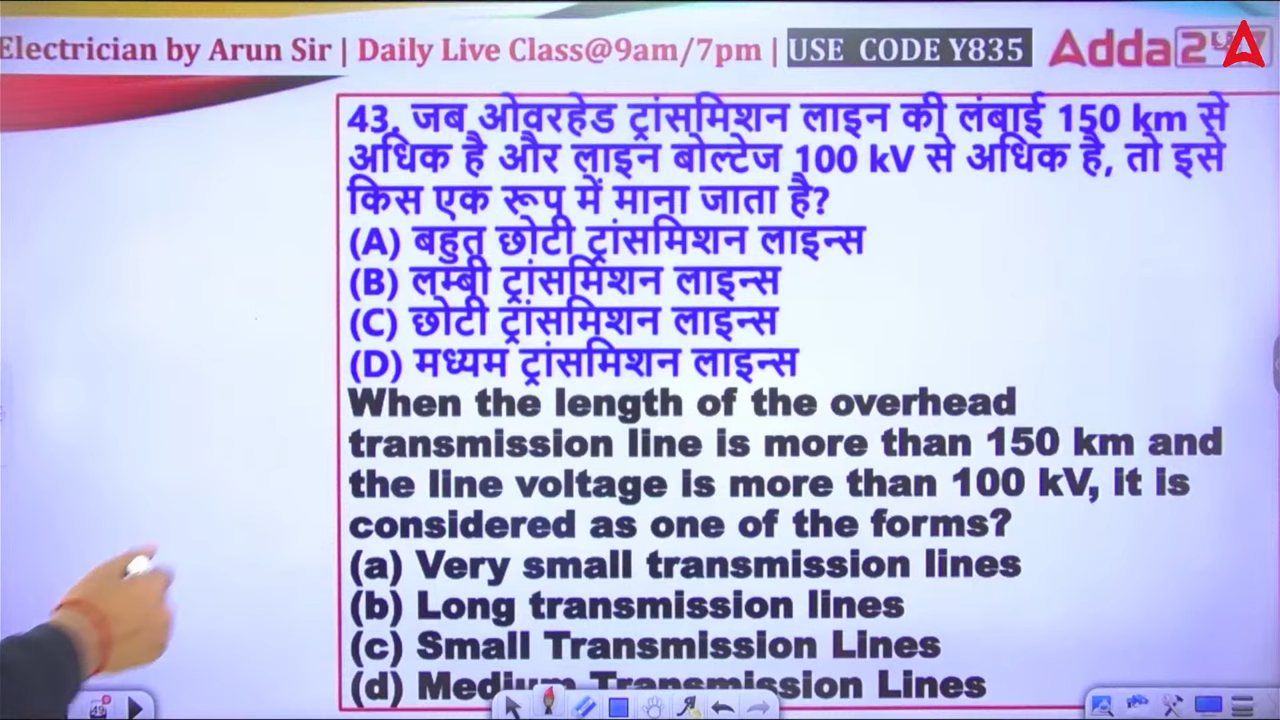 Electrician by Arun Sir | Daily Live Class@9am/7pm | USE CODE Y835
43. जब ओवरहेड ट्रांसमिशन लाइन की लंबाई 150 km से
अधिक है और लाइन बोल्टेज 100 kV से अधिक है, तो इसे
किस एक रूप में माना जाता है?
(A) बहुत छोटी ट्रांसमिशन लाइन्स
(B) लम्बी ट्रांसर्मिशन लाइन्स
(C) छोटी ट्रांसमिशन लाइन्स
(D) मध्यम ट्रांसमिशन लाइन्स
When the length of the overhead
transmission line is more than 150 km and
the line voltage is more than 100 kV, it is
considered as one of the forms?
(a) Very small transmission lines
(b) Long transmission lines
(c) Small Transmission Lines
(d) Medium Transmission Lines
49